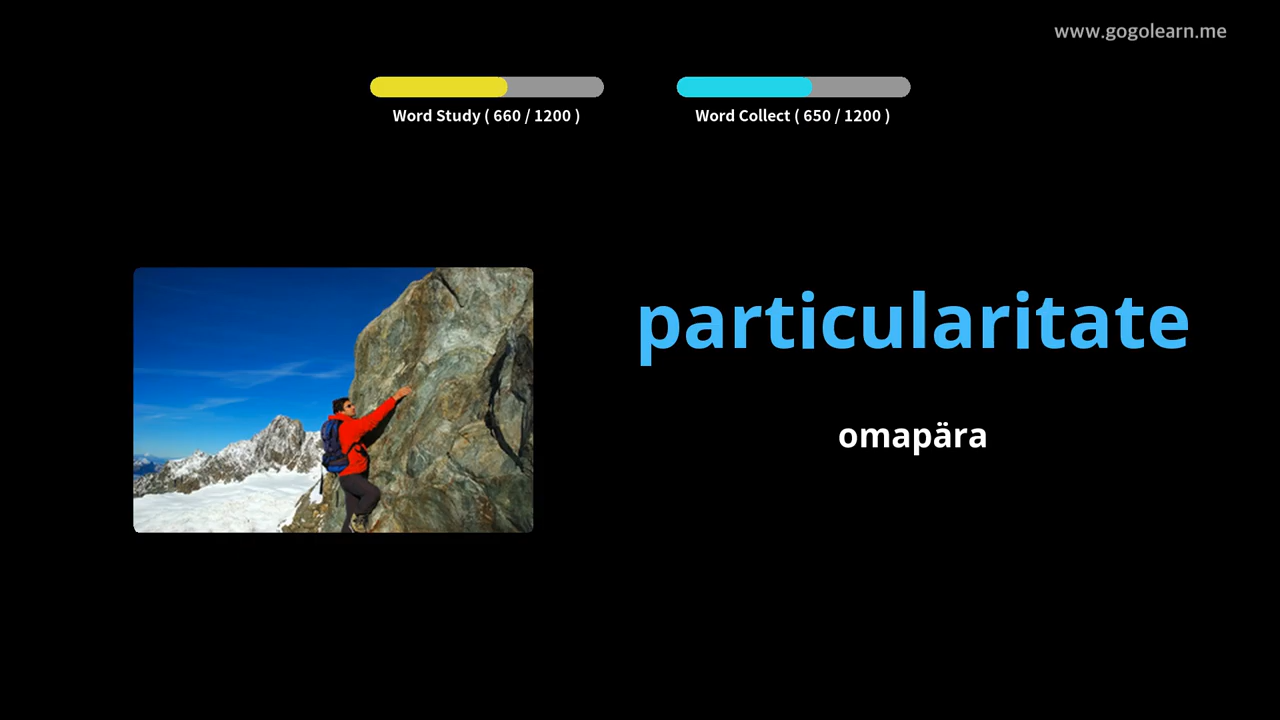 www.gogolearn.me
Word Study ( 660 / 1200 )
Word Collect ( 650 / 1200 )
particularitate
omapära